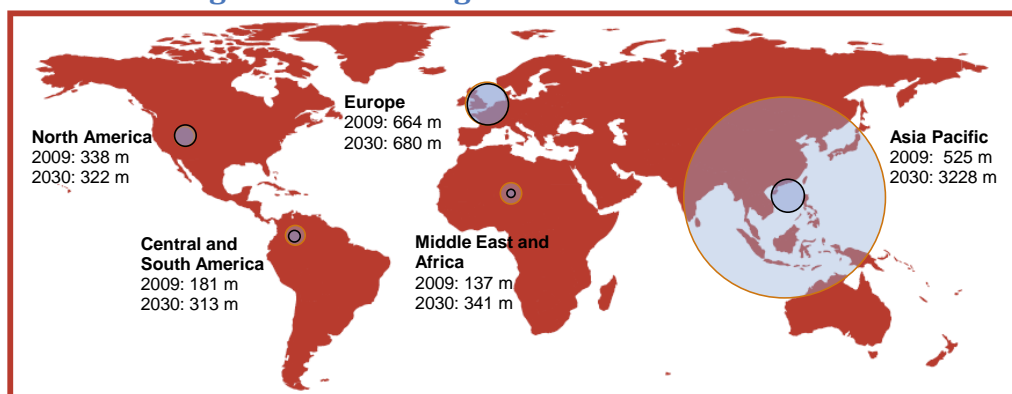 North America
2009: 338 m
2030: 322 m
Europe
2009: 664 m
2030: 680 m
Asia Pacific
2009: 525 m
2030: 3228 m
Central and
South America
2009: 181 m
2030: 313 m
Middle East and
Africa
2009: 137 m
2030: 341 m